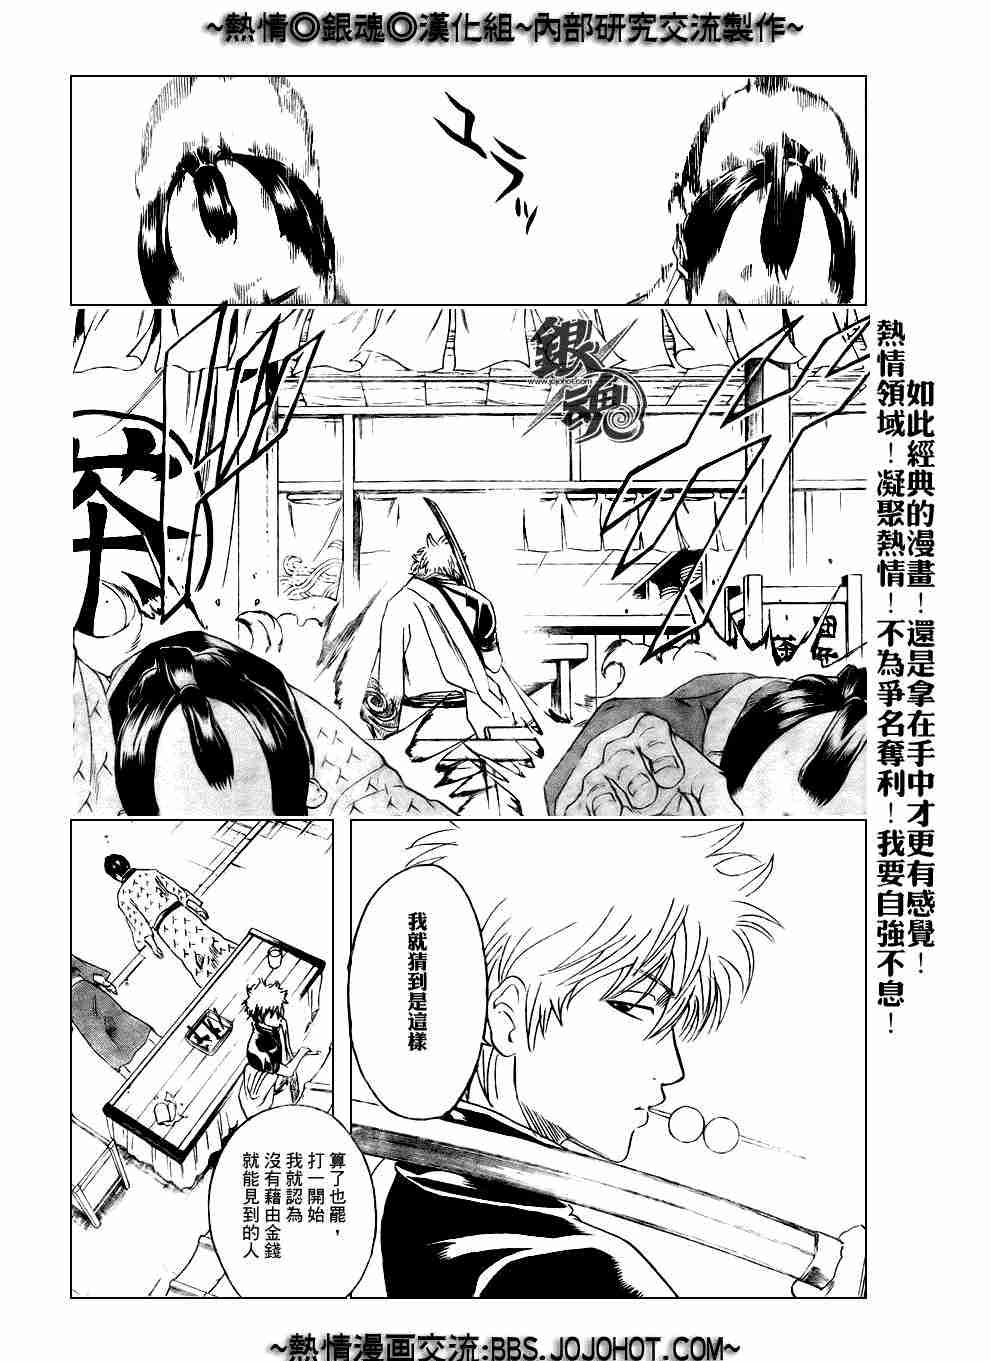 ~熱情◎銀魂◎漢化組~內部研究交流製作~
ユラッ
銀魂
www.jojohot.com
茶
茶
団子
如此經典的漫畫！還是拿在手中才更有感覺！
熱情領域！凝聚熱情！不為爭名奪利！我要自強不息！
我就猜到是這樣
算了也罷，
打一開始
我就認為
沒有藉由金錢
就能見到的人
~熱情漫画交流:BBS.JOJOHOT.COM~